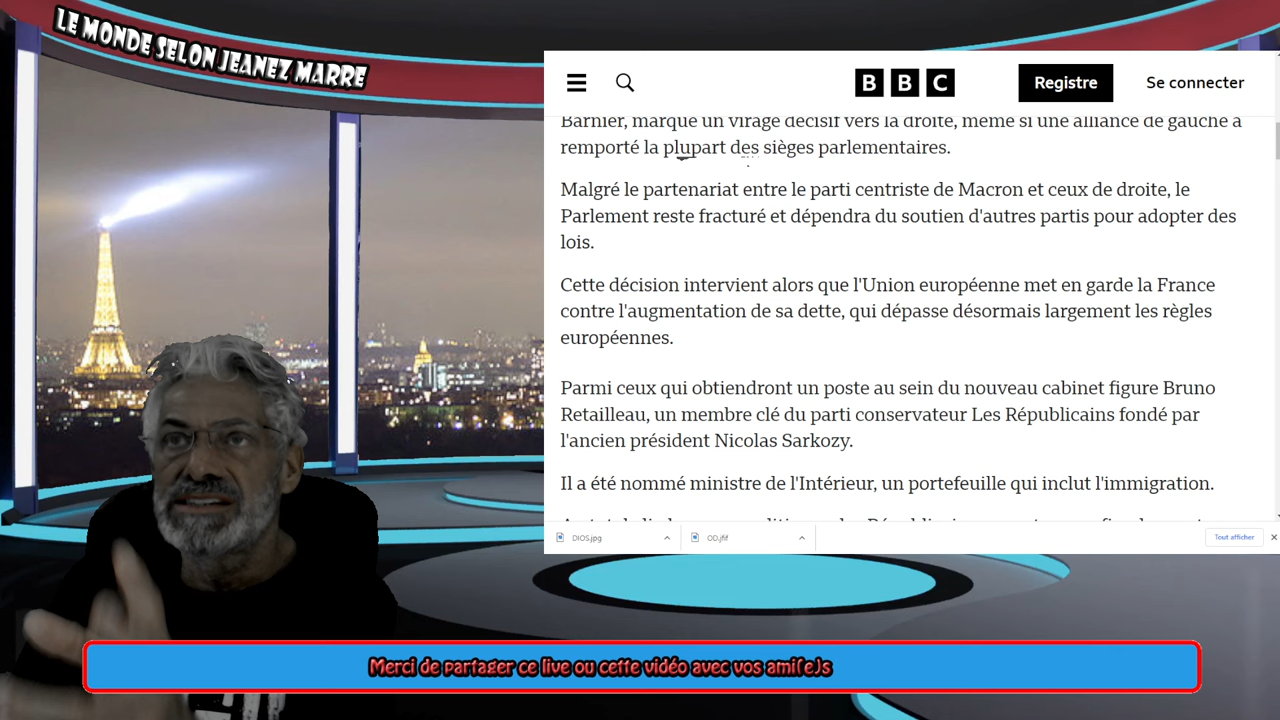 LE MONDE SELON JEANEZ MARRE
BBC
Registre
Se connecter
Barnier, marque un virage décisif vers la droite, même si une alliance de gauche a
remporté la plupart des sièges parlementaires.
Malgré le partenariat entre le parti centriste de Macron et ceux de droite, le
Parlement reste fracturé et dépendra du soutien d'autres partis pour adopter des
lois.
Cette décision intervient alors que l'Union européenne met en garde la France
contre l'augmentation de sa dette, qui dépasse désormais largement les règles
européennes.
Parmi ceux qui obtiendront un poste au sein du nouveau cabinet figure Bruno
Retailleau, un membre clé du parti conservateur Les Républicains fondé par
l'ancien président Nicolas Sarkozy.
Il a été nommé ministre de l'Intérieur, un portefeuille qui inclut l'immigration.
DIOS.jpg
OD.jfif
Tout afficher
Merci de partager ce live ou cette vidéo avec vos ami(e)s